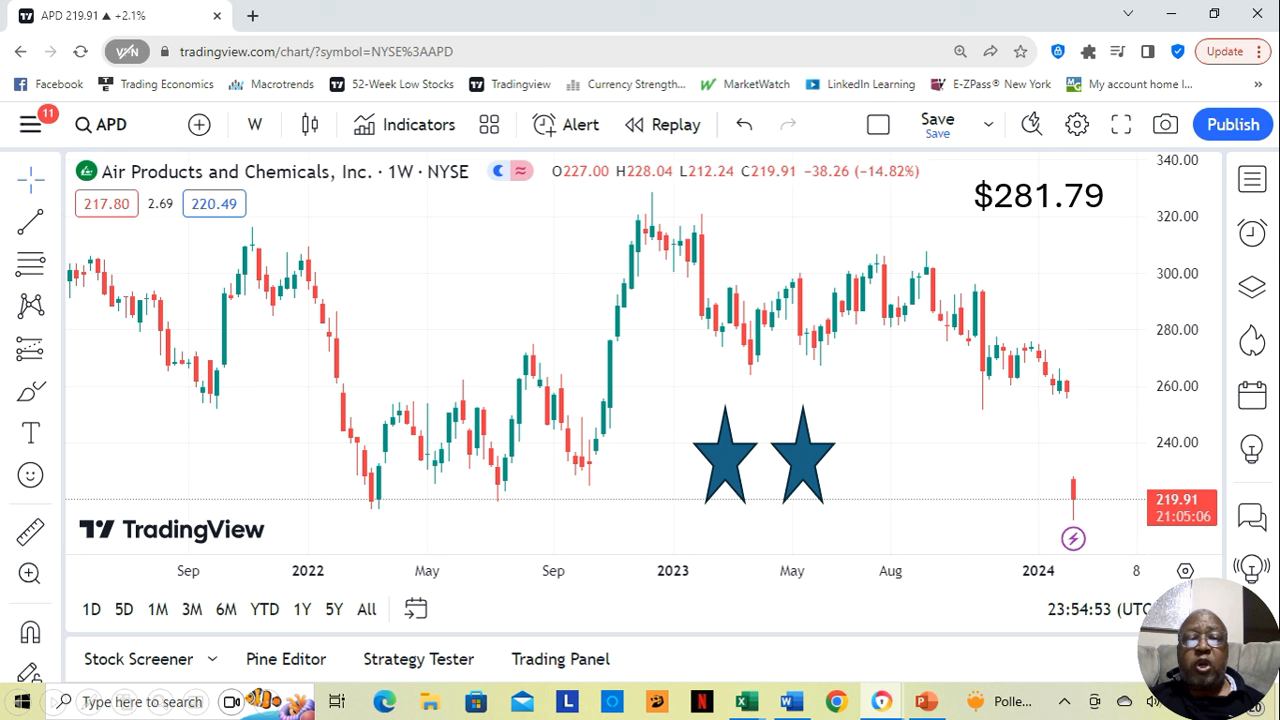 APD 219.91 ▲ +2.1%
tradingview.com/chart/?symbol=NYSE%3AAPD
Update
Facebook
Trading Economics
Macrotrends
52-Week Low Stocks
Tradingview
Currency Strength...
MarketWatch
LinkedIn Learning
E-ZPass® New York
My account home l...
»
11
APD
W
Indicators
Alert
Replay
Save
Save
Publish
Air Products and Chemicals, Inc. · 1W · NYSE
O227.00 H228.04 L212.24 C219.91 −38.26 (−14.82%)
217.80 2.69 220.49
$281.79
340.00
320.00
300.00
280.00
260.00
240.00
219.91
21:05:06
TradingView
Sep 2022 May Sep 2023 May Aug 2024 8
1D 5D 1M 3M 6M YTD 1Y 5Y All
23:54:53 (UTC
Stock Screener Pine Editor Strategy Tester Trading Panel
Type here to search
Polle...